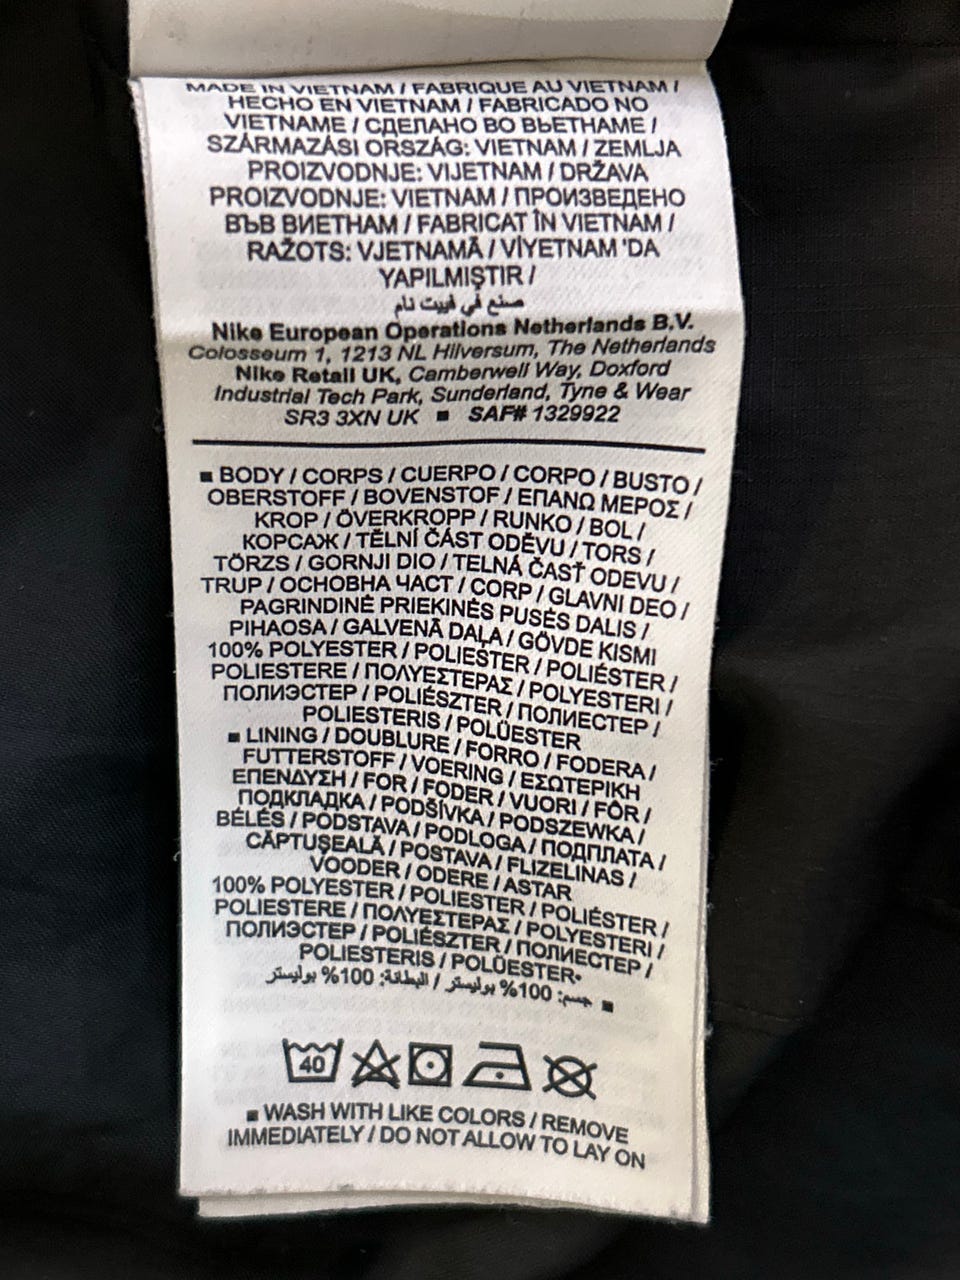 MADE IN VIETNAM / FABRIQUE AU VIETNAM /
HECHO EN VIETNAM / FABRICADO NO
VIETNAME / СДЕЛАНО ВО ВЬЕТНАМЕ /
SZÁRMAZÁSI ORSZÁG: VIETNAM / ZEMLJA
PROIZVODNJE: VIJETNAM / DRŽAVA
PROIZVODNJE: VIETNAM / ПРОИЗВЕДЕНО
ВЪВ ВИЕТНАМ / FABRICAT ÎN VIETNAM /
RAŽOTS: VJETNAMĀ / VİYETNAM 'DA
YAPILMIŞTIR /
صنع في فييت نام
Nike European Operations Netherlands B.V.
Colosseum 1, 1213 NL Hilversum, The Netherlands
Nike Retail UK, Camberwell Way, Doxford
Industrial Tech Park, Sunderland, Tyne & Wear
SR3 3XN UK ■ SAF# 1329922
■ BODY / CORPS / CUERPO / CORPO / BUSTO /
OBERSTOFF / BOVENSTOF / ΕΠΑΝΩ ΜΕΡΟΣ /
KROP / ÖVERKROPP / RUNKO / BOL /
КОРСАЖ / TĚLNÍ ČÁST ODĚVU / TORS /
TÖRZS / GORNJI DIO / TELNÁ ČASŤ ODEVU /
TRUP / ОСНОВНА ЧАСТ / CORP / GLAVNI DEO /
PAGRINDINĖ PRIEKINĖS PUSĖS DALIS /
PIHAOSA / GALVENĀ DAĻA / GÖVDE KISMI
100% POLYESTER / POLIESTER / POLIÉSTER /
POLIESTERE / ΠΟΛΥΕΣΤΕΡΑΣ / POLYESTERI /
ПОЛИЭСТЕР / POLIÉSZTER / ПОЛИЕСТЕР /
POLIESTERIS / POLÜESTER
■ LINING / DOUBLURE / FORRO / FODERA /
FUTTERSTOFF / VOERING / ΕΣΩΤΕΡΙΚΗ
ΕΠΕΝΔΥΣΗ / FOR / FODER / VUORI / FÔR /
ПОДКЛАДКА / PODŠÍVKA / PODSZEWKA /
BÉLÉS / PODSTAVA / PODLOGA / ПОДПЛАТА /
CĂPTUŞEALĂ / POSTAVA / FLIZELINAS /
VOODER / ODERE / ASTAR
100% POLYESTER / POLIESTER / POLIÉSTER /
POLIESTERE / ΠΟΛΥΕΣΤΕΡΑΣ / POLYESTERI /
ПОЛИЭСТЕР / POLIÉSZTER / ПОЛИЕСТЕР /
POLIESTERIS / POLÜESTER*
■ جسم: 100% بوليستر / البطانة: 100% بوليستر
40
■ WASH WITH LIKE COLORS / REMOVE
IMMEDIATELY / DO NOT ALLOW TO LAY ON